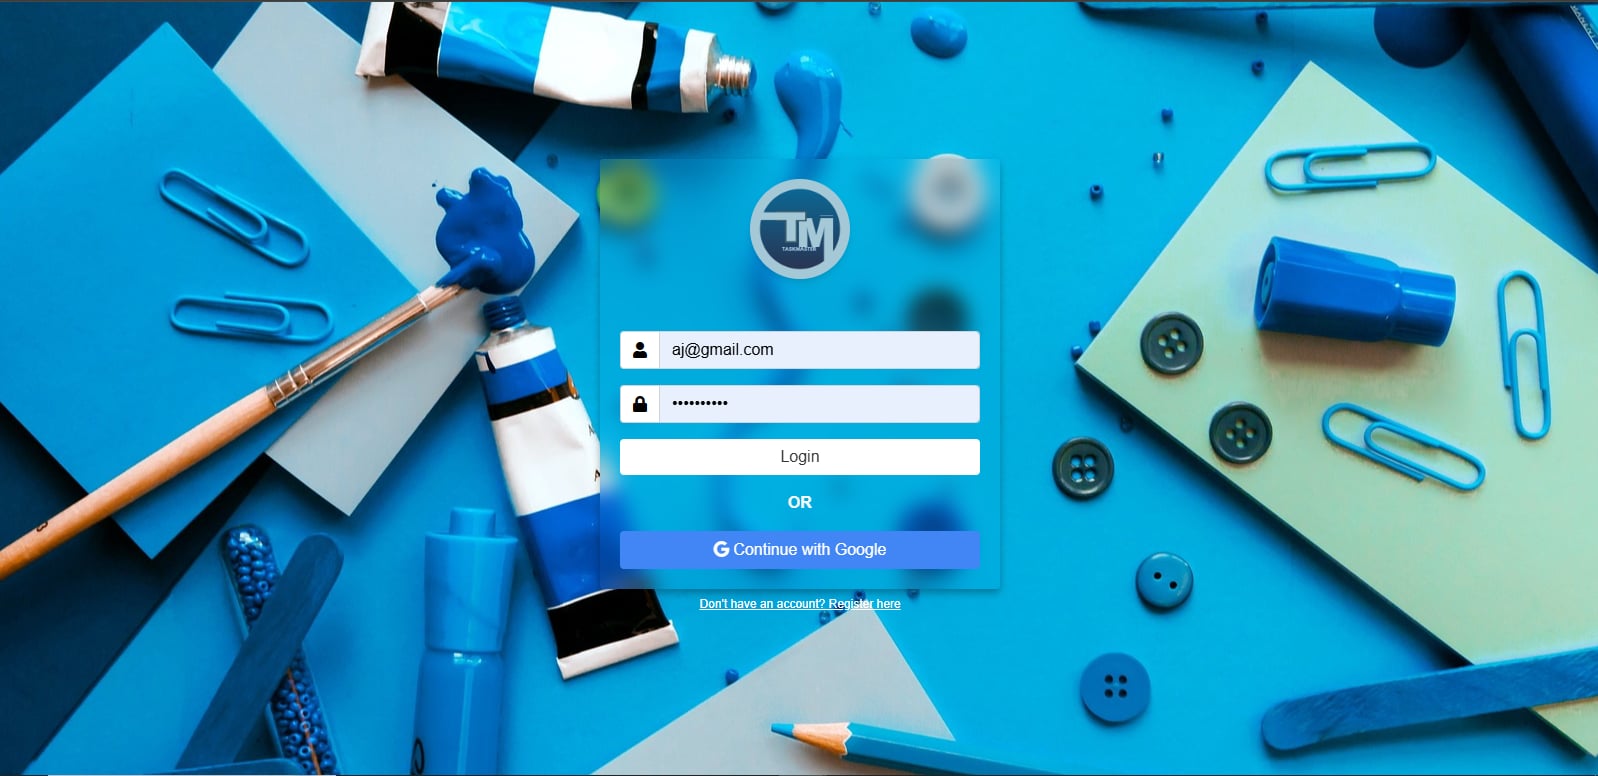 TM
TASKMASTER
aj@gmail.com
••••••••••
Login
OR
Continue with Google
Don't have an account? Register here